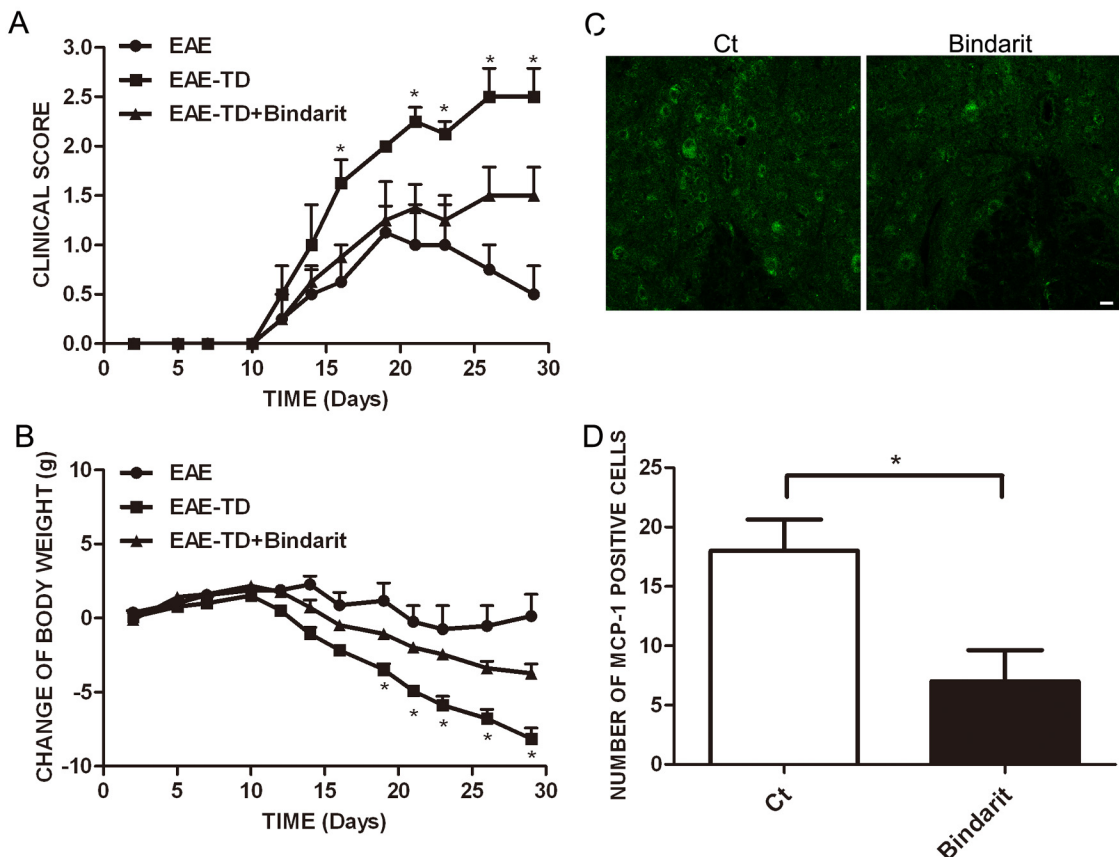 A
EAE
EAE-TD
EAE-TD+Bindarit
CLINICAL SCORE
3.0
2.5
2.0
1.5
1.0
0.5
0.0
* * * * *
0 5 10 15 20 25 30
TIME (Days)
B
EAE
EAE-TD
EAE-TD+Bindarit
CHANGE OF BODY WEIGHT (g)
10
5
0
-5
-10
* * * * *
0 5 10 15 20 25 30
TIME (Days)
C
Ct Bindarit
D
NUMBER OF MCP-1 POSITIVE CELLS
25
20
15
10
5
0
*
Ct
Bindarit